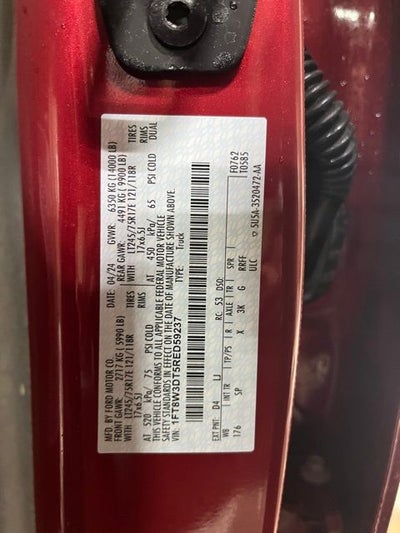 MFD. BY FORD MOTOR CO.
DATE: 04/24 GVWR: 6350 KG (14000 LB)
FRONT GAWR: 2717 KG (5990 LB) REAR GAWR: 4491 KG (9900 LB)
WITH LT245/75R17E 121/118R TIRES WITH LT245/75R17E 121/118R TIRES
17x6.5J RIMS 17x6.5J RIMS
AT 520 kPa/ 75 PSI COLD AT 450 kPa/ 65 PSI COLD DUAL
THIS VEHICLE CONFORMS TO ALL APPLICABLE FEDERAL MOTOR VEHICLE
SAFETY STANDARDS IN EFFECT ON THE DATE OF MANUFACTURE SHOWN ABOVE.
VIN: 1FT8W3DT5RED59237
TYPE: Truck
F0762
T0585
EXT PNT: D4 RC: 53 DSO:
WB INT TR TP/PS R AXLE TR SPR
176 LJ SP X 3K G RRFF
ULC
5U5A-3520472-AA